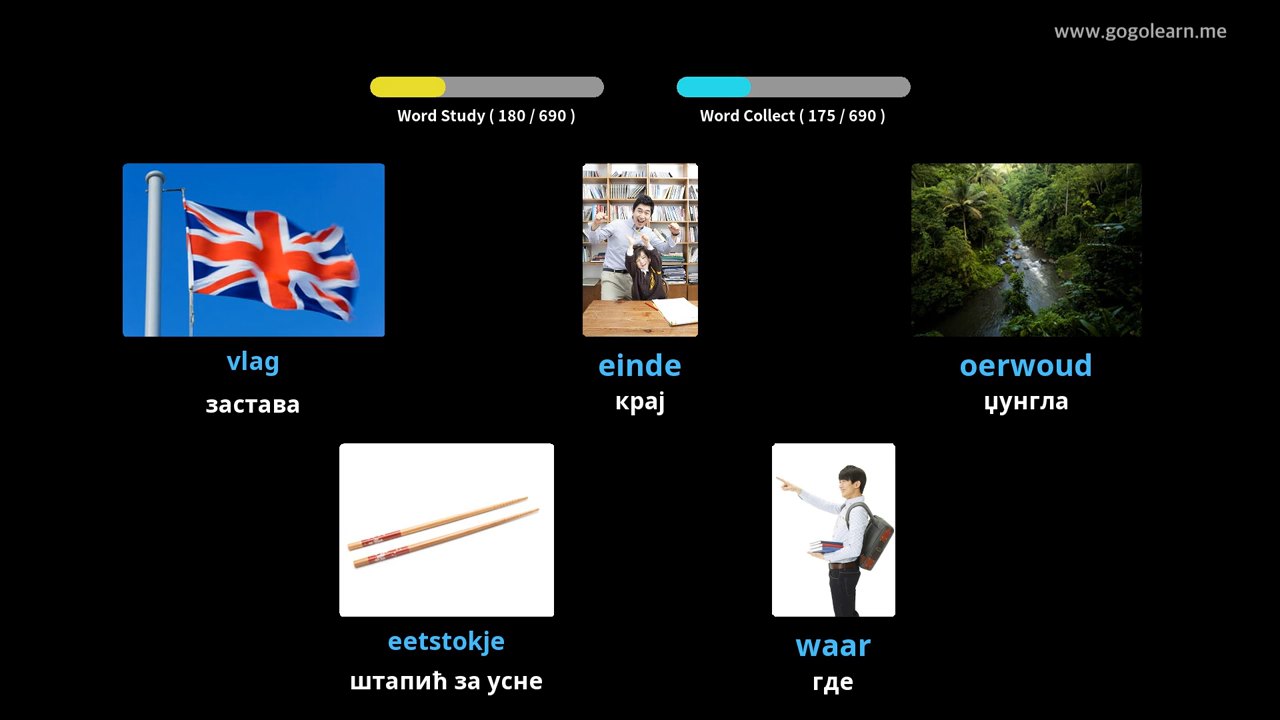 www.gogolearn.me
Word Study ( 180 / 690 )
Word Collect ( 175 / 690 )
vlag
застава
einde
крај
oerwoud
џунгла
eetstokje
штапић за усне
waar
где